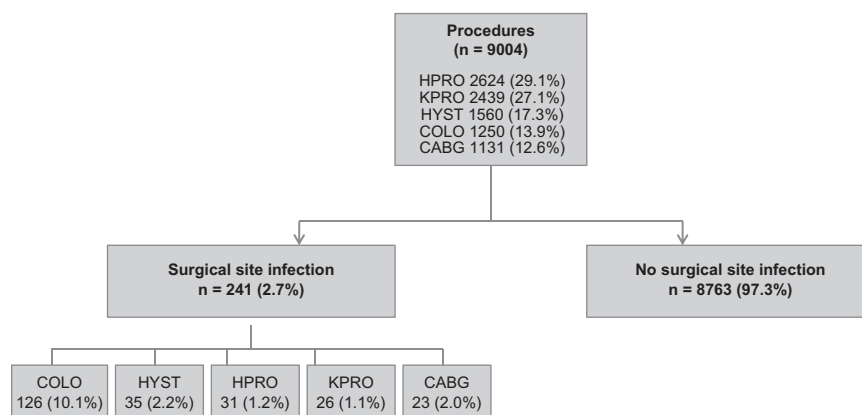 Procedures
(n = 9004)
HPRO 2624 (29.1%)
KPRO 2439 (27.1%)
HYST 1560 (17.3%)
COLO 1250 (13.9%)
CABG 1131 (12.6%)
Surgical site infection
n = 241 (2.7%)
No surgical site infection
n = 8763 (97.3%)
COLO
126 (10.1%)
HYST
35 (2.2%)
HPRO
31 (1.2%)
KPRO
26 (1.1%)
CABG
23 (2.0%)